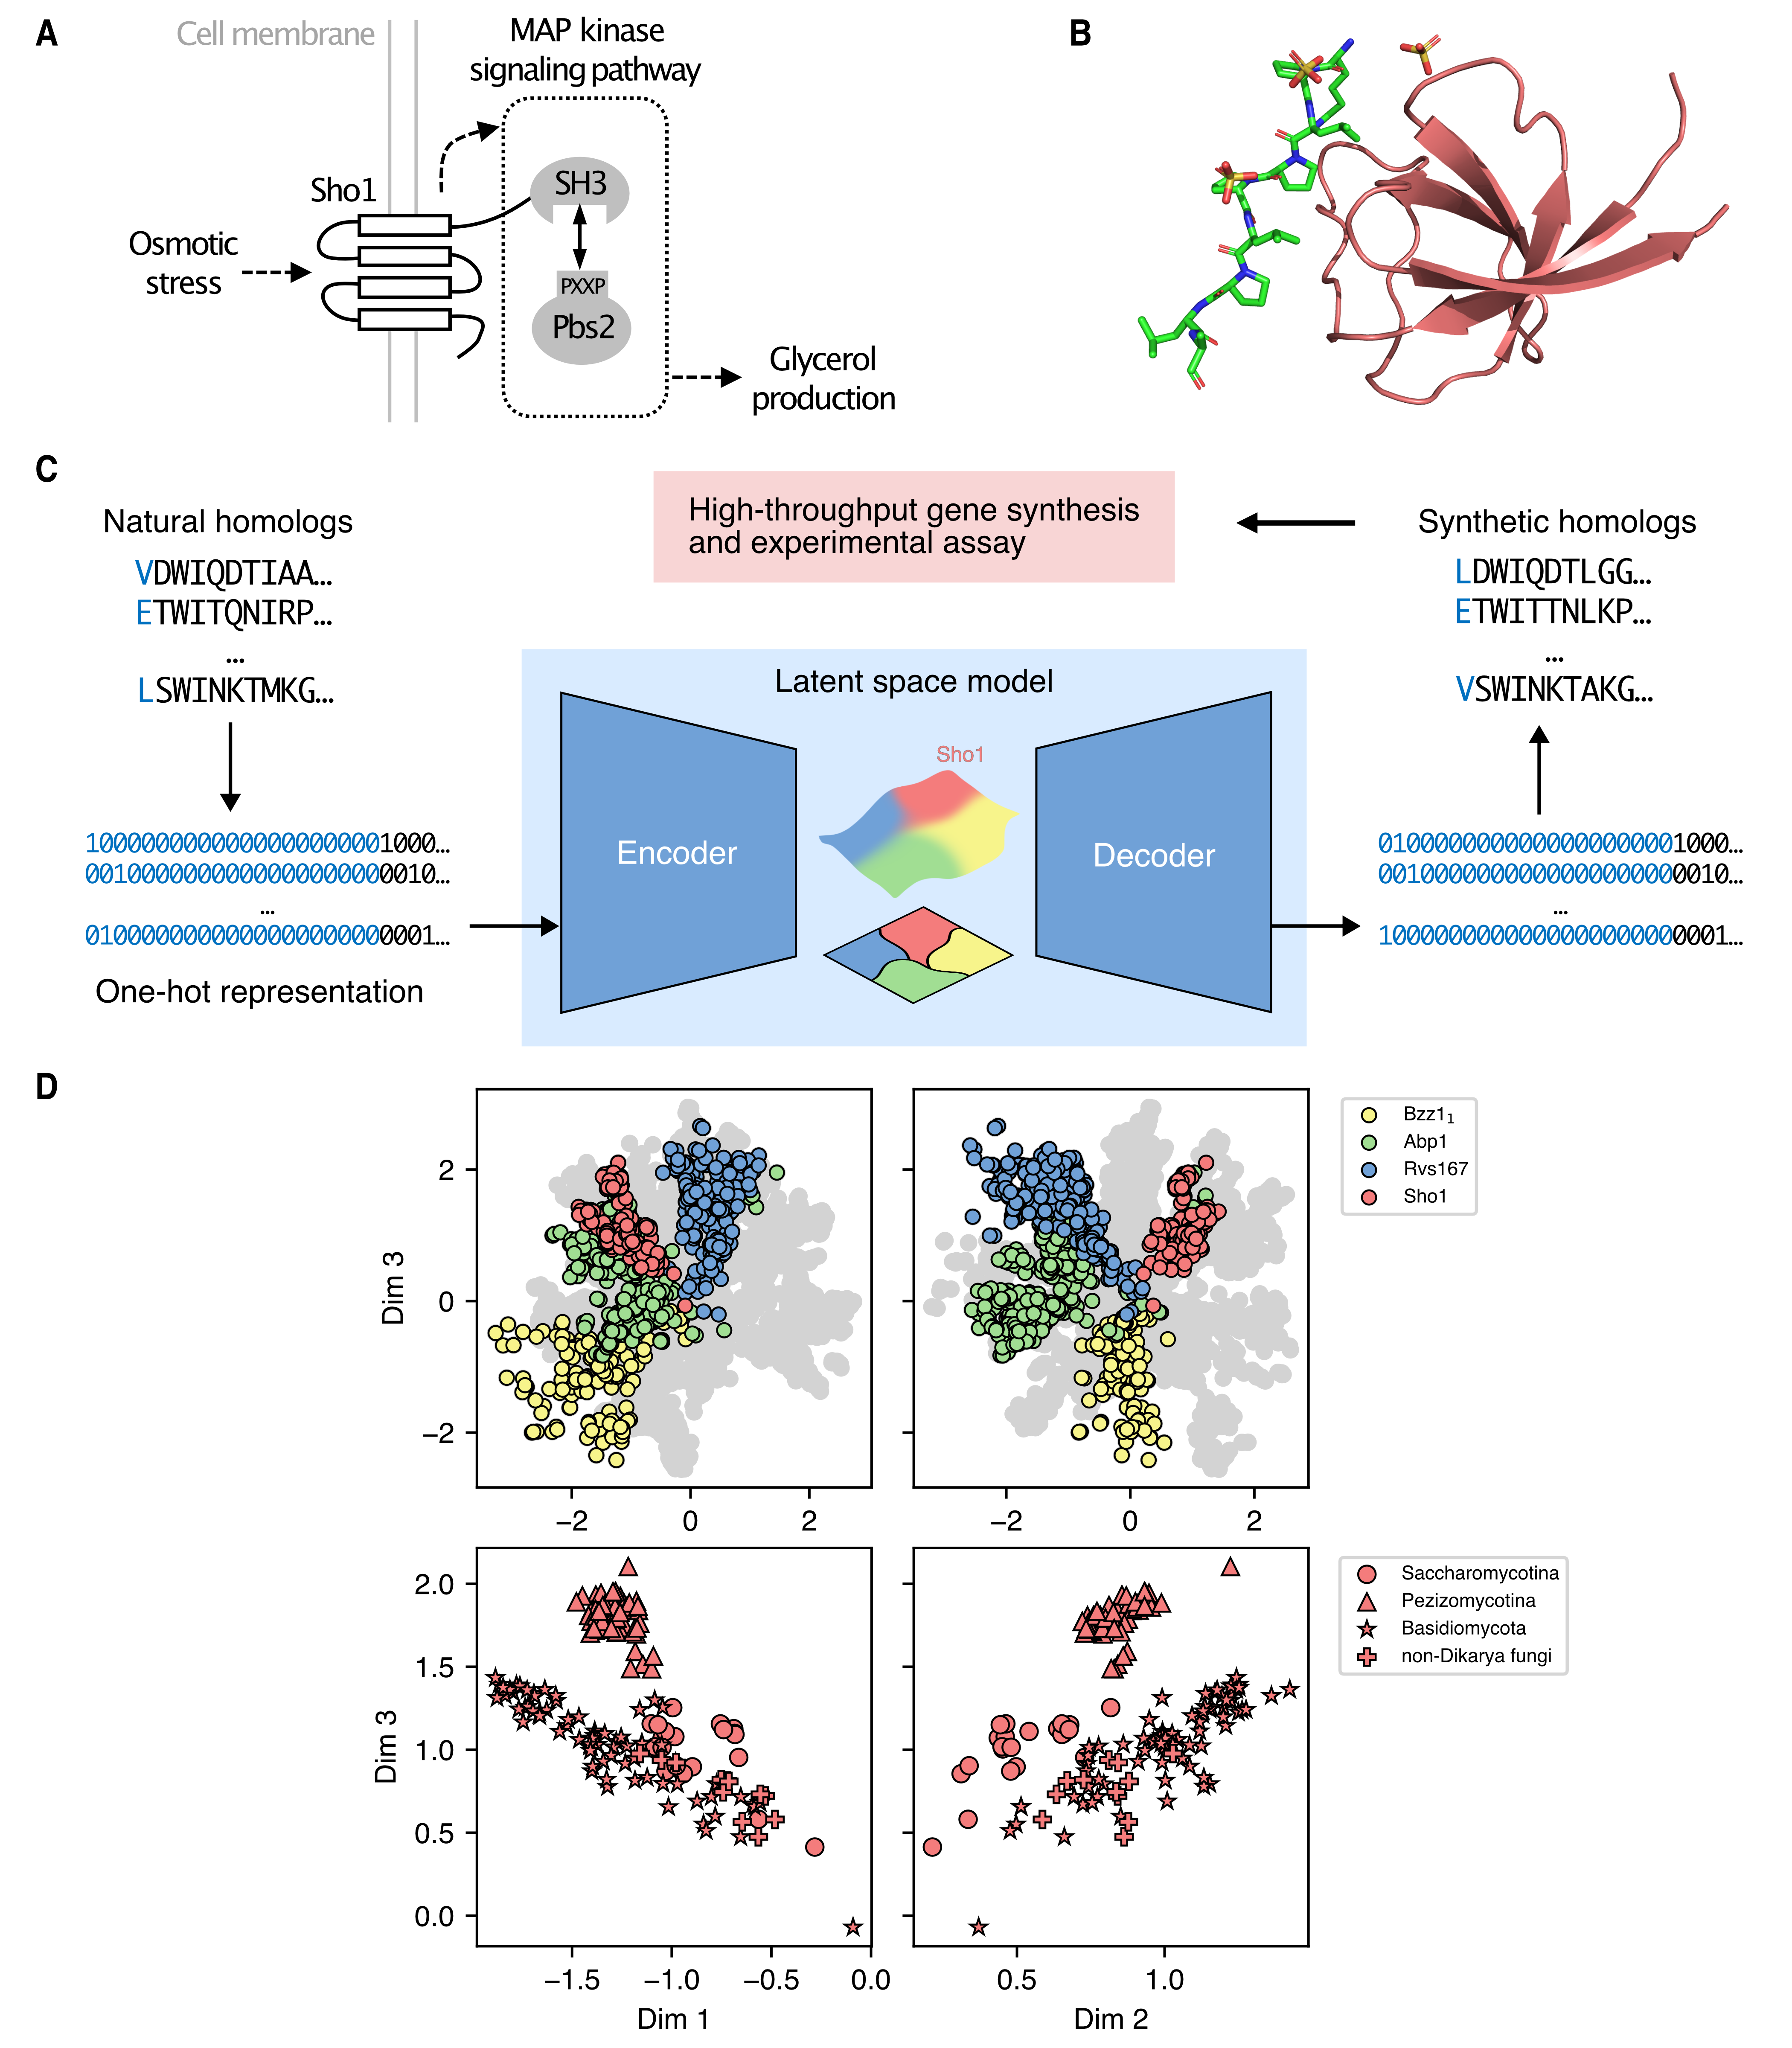 A
Cell membrane
MAP kinase
signaling pathway
Sho1
SH3
Osmotic
stress
PXXP
Pbs2
Glycerol
production
B
C
Natural homologs
VDWIQDTIAA...
ETWITQNIRP...
...
LSWINKTMKG...
1000000000000000000001000...
0010000000000000000000010...
...
0100000000000000000000001...
One-hot representation
High-throughput gene synthesis
and experimental assay
Latent space model
Encoder
Sho1
Decoder
Synthetic homologs
LDWIQDTLGG...
ETWITTNLKP...
...
VSWINKTAKG...
0100000000000000000001000...
0010000000000000000000010...
...
1000000000000000000000001...
D
Dim 3
2
0
−2
−2 0 2
−2 0 2
Bzz1₁
Abp1
Rvs167
Sho1
Dim 3
2.0
1.5
1.0
0.5
0.0
−1.5 −1.0 −0.5 0.0
Dim 1
0.5 1.0
Dim 2
Saccharomycotina
Pezizomycotina
Basidiomycota
non-Dikarya fungi